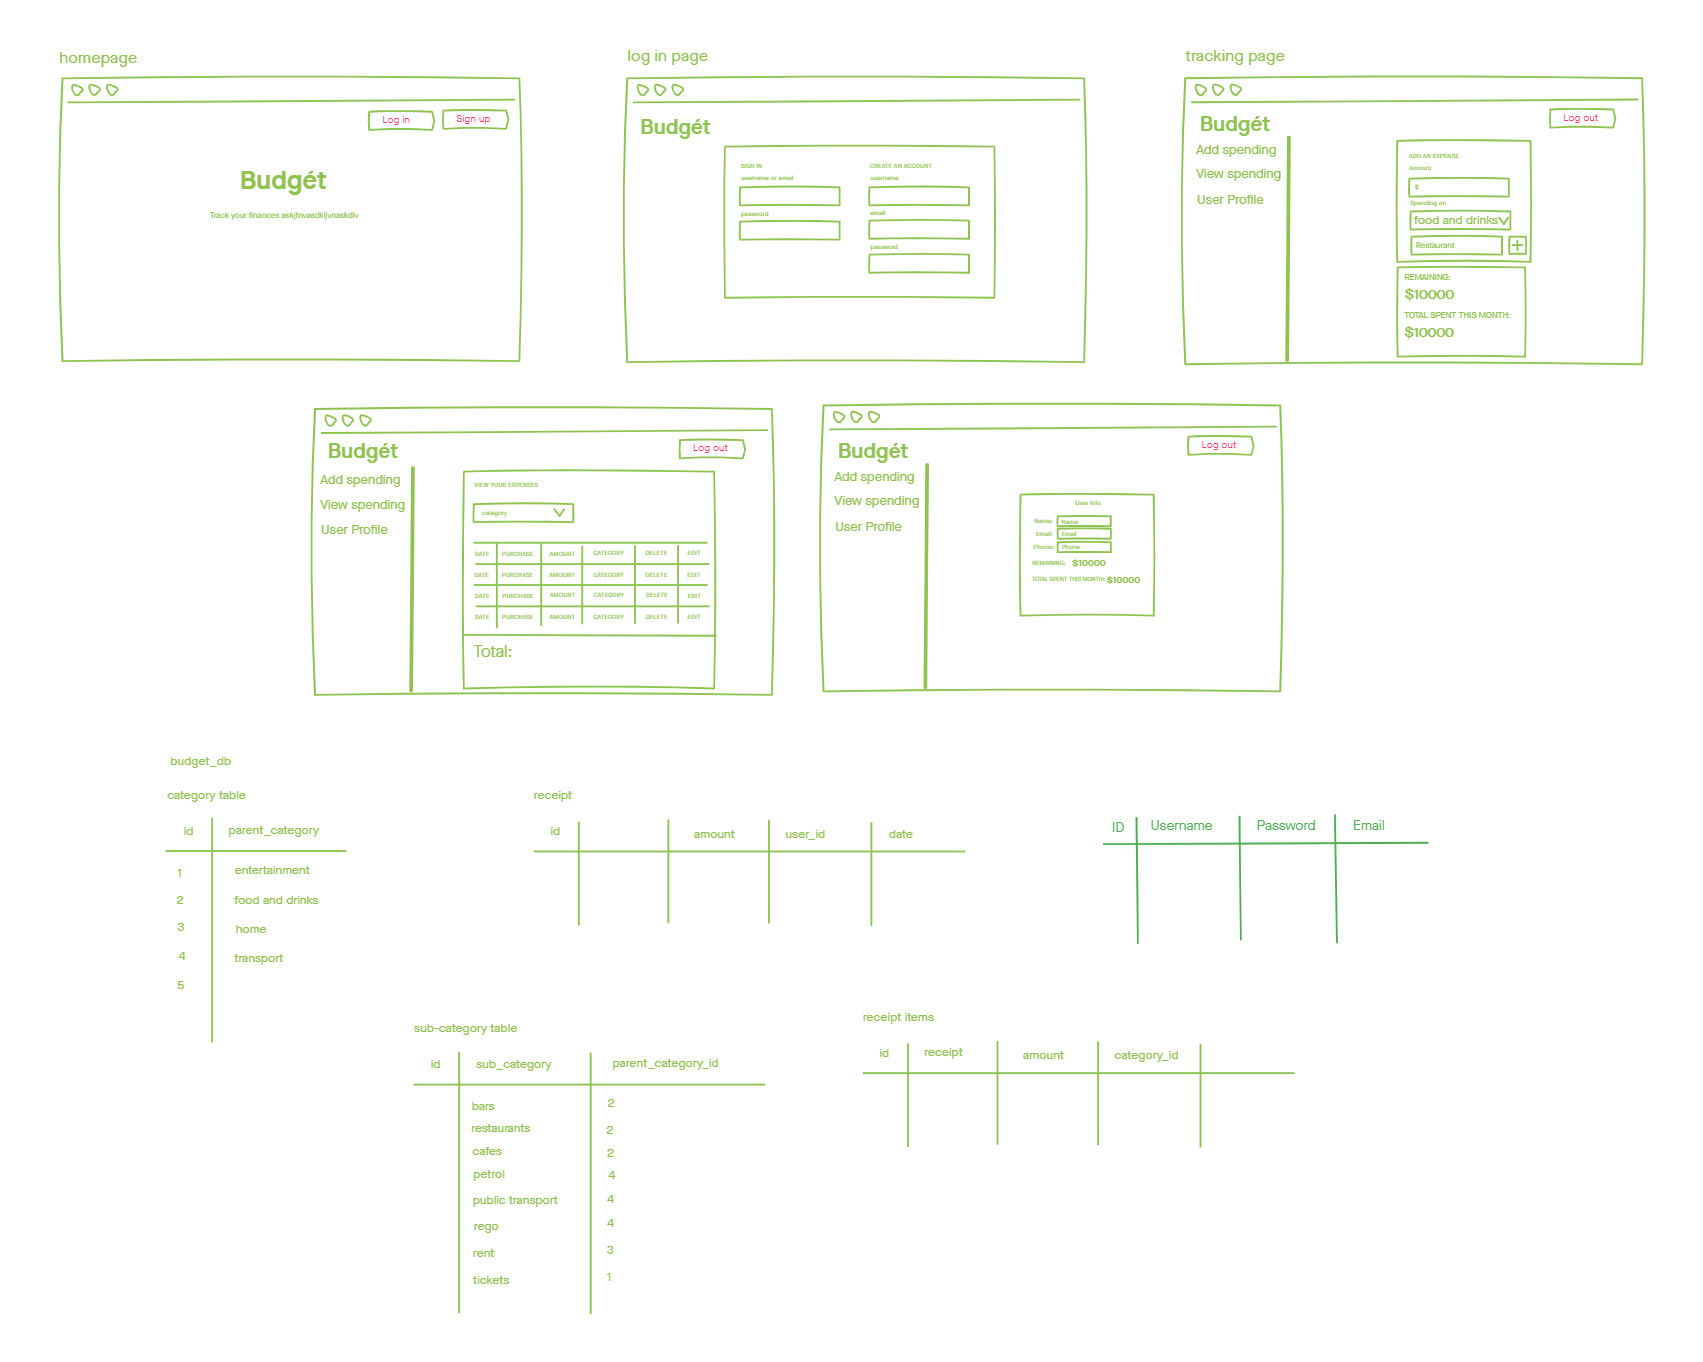 homepage
Log in
Sign up
Budgét
Track your finances askjfnvasdkljvnaskdlv
log in page
Budgét
SIGN IN
username or email
password
CREATE AN ACCOUNT
username
email
password
tracking page
Log out
Budgét
Add spending
View spending
User Profile
ADD AN EXPENSE
Amount
$
Spending on
food and drinks
Restaurant
REMAINING:
$10000
TOTAL SPENT THIS MONTH:
$10000
Budgét
Log out
Add spending
View spending
User Profile
VIEW YOUR EXPENSES
category
DATE PURCHASE AMOUNT CATEGORY DELETE EDIT
DATE PURCHASE AMOUNT CATEGORY DELETE EDIT
DATE PURCHASE AMOUNT CATEGORY DELETE EDIT
DATE PURCHASE AMOUNT CATEGORY DELETE EDIT
Total:
Budgét
Log out
Add spending
View spending
User Profile
User info
Name: Name
Email: Email
Phone: Phone
REMAINING: $10000
TOTAL SPENT THIS MONTH: $10000
budget_db
category table
id parent_category
1 entertainment
2 food and drinks
3 home
4 transport
5
receipt
id amount user_id date
ID Username Password Email
sub-category table
id sub_category parent_category_id
bars 2
restaurants 2
cafes 2
petrol 4
public transport 4
rego 4
rent 3
tickets 1
receipt items
id receipt amount category_id